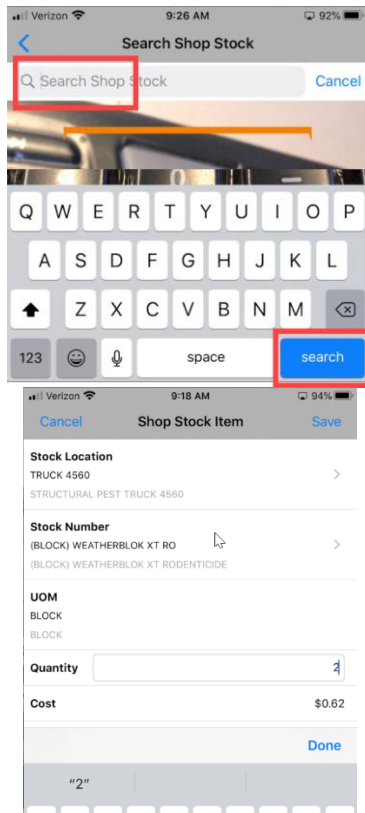 Verizon 9:26 AM 92%
Search Shop Stock
Search Shop Stock Cancel
Q W E R T Y U I O P
A S D F G H J K L
Z X C V B N M
123 space search
Verizon 9:18 AM 94%
Cancel Shop Stock Item Save
Stock Location
TRUCK 4560
STRUCTURAL PEST TRUCK 4560
Stock Number
(BLOCK) WEATHERBLOK XT RO
(BLOCK) WEATHERBLOK XT RODENTICIDE
UOM
BLOCK
BLOCK
Quantity 2
Cost $0.62
Done
"2"